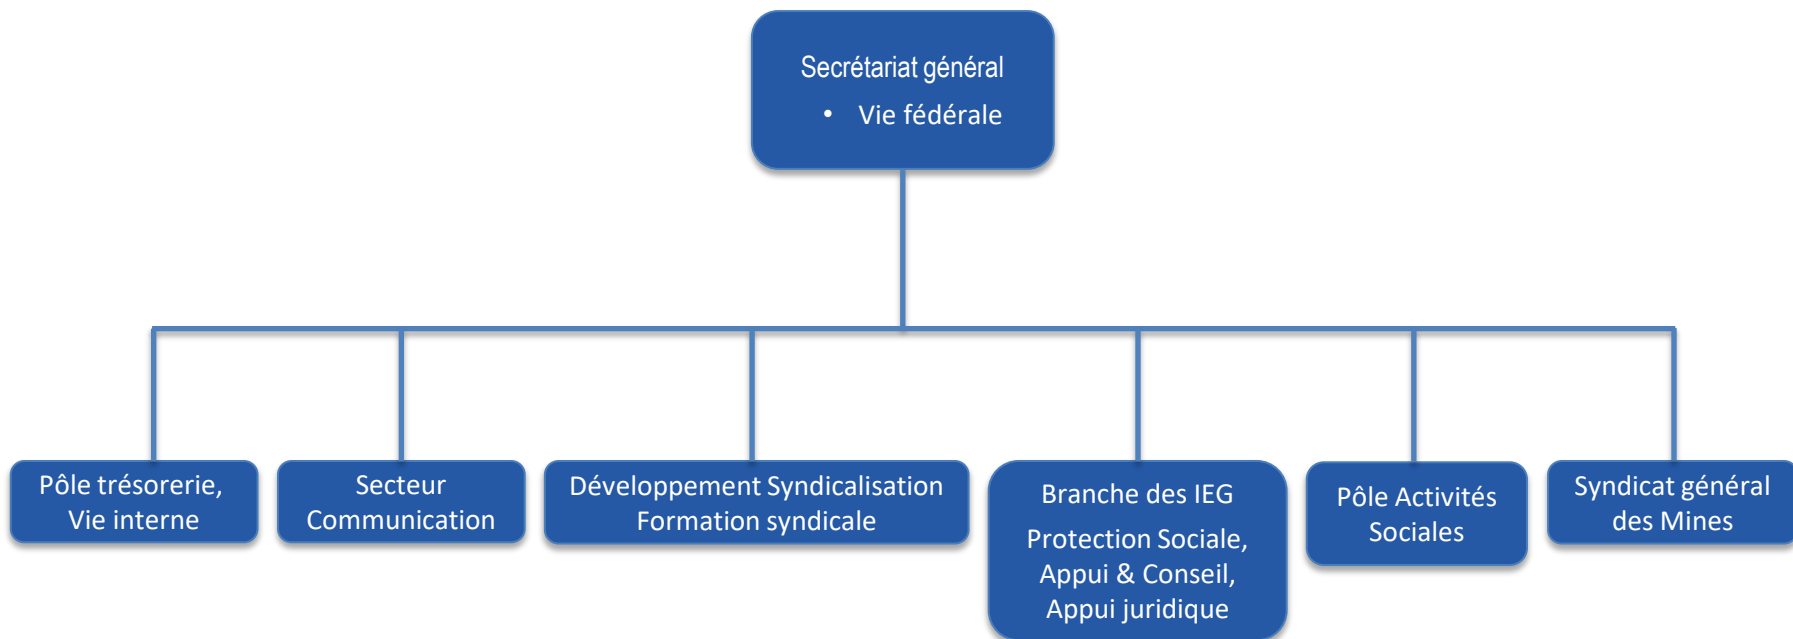 Secrétariat général
• Vie fédérale
Pôle trésorerie,
Vie interne
Secteur
Communication
Développement Syndicalisation
Formation syndicale
Branche des IEG
Protection Sociale,
Appui & Conseil,
Appui juridique
Pôle Activités
Sociales
Syndicat général
des Mines